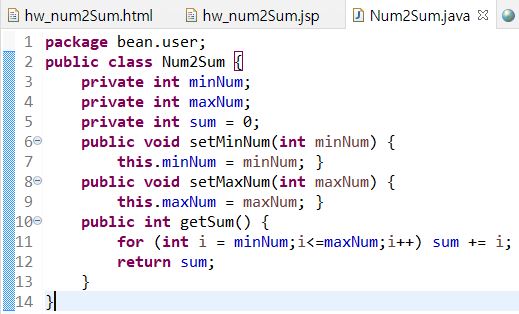 hw_num2Sum.html hw_num2Sum.jsp Num2Sum.java
1 package bean.user;
2 public class Num2Sum {
3     private int minNum;
4     private int maxNum;
5     private int sum = 0;
6     public void setMinNum(int minNum) {
7         this.minNum = minNum; }
8     public void setMaxNum(int maxNum) {
9         this.maxNum = maxNum; }
10     public int getSum() {
11         for (int i = minNum;i<=maxNum;i++) sum += i;
12         return sum;
13     }
14 }